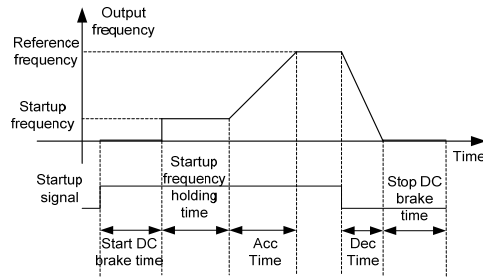 Output
frequency
Reference
frequency
Startup
frequency
Time
Startup
signal
Startup
frequency
holding
time
Stop DC
brake
time
Start DC
brake time
Acc
Time
Dec
Time